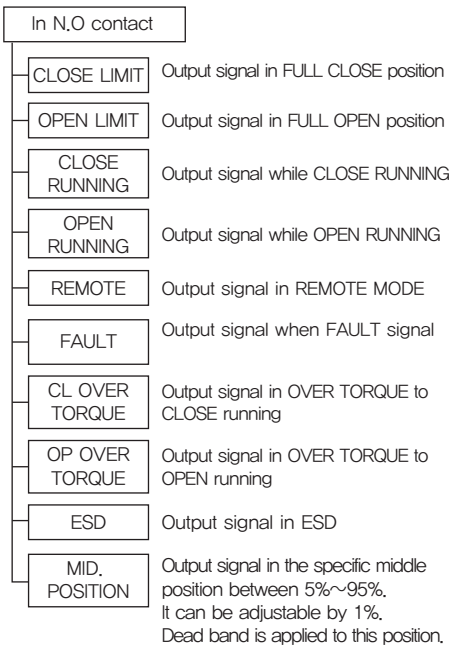 In N.O contact
CLOSE LIMIT
Output signal in FULL CLOSE position
OPEN LIMIT
Output signal in FULL OPEN position
CLOSE
RUNNING
Output signal while CLOSE RUNNING
OPEN
RUNNING
Output signal while OPEN RUNNING
REMOTE
Output signal in REMOTE MODE
FAULT
Output signal when FAULT signal
CL OVER
TORQUE
Output signal in OVER TORQUE to
CLOSE running
OP OVER
TORQUE
Output signal in OVER TORQUE to
OPEN running
ESD
Output signal in ESD
MID.
POSITION
Output signal in the specific middle
position between 5%~95%.
It can be adjustable by 1%.
Dead band is applied to this position.